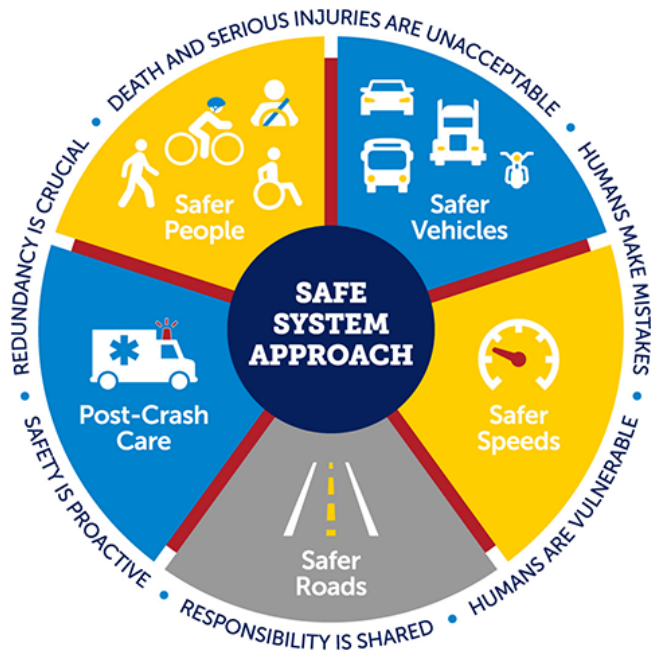 DEATH AND SERIOUS INJURIES ARE UNACCEPTABLE
HUMANS MAKE MISTAKES
HUMANS ARE VULNERABLE
RESPONSIBILITY IS SHARED
SAFETY IS PROACTIVE
REDUNDANCY IS CRUCIAL
Safer
People
Safer
Vehicles
SAFE
SYSTEM
APPROACH
Post-Crash
Care
Safer
Speeds
Safer
Roads